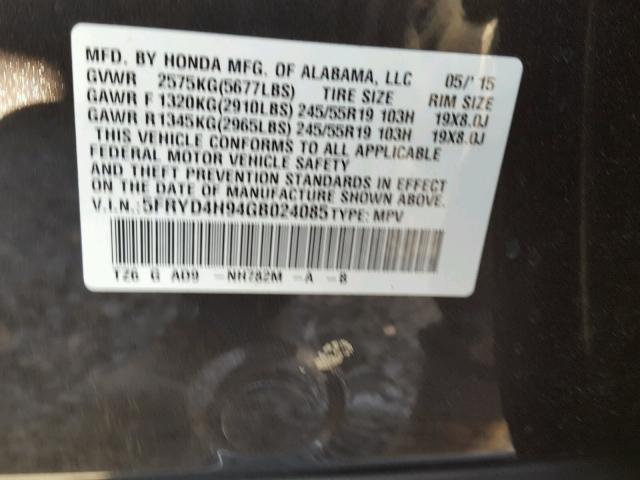 MFD. BY HONDA MFG. OF ALABAMA, LLC 05/'15
GVWR 2575KG(5677LBS) TIRE SIZE RIM SIZE
GAWR F 1320KG(2910LBS) 245/55R19 103H 19X8.0J
GAWR R 1345KG(2965LBS) 245/55R19 103H 19X8.0J
THIS VEHICLE CONFORMS TO ALL APPLICABLE
FEDERAL MOTOR VEHICLE SAFETY
AND THEFT PREVENTION STANDARDS IN EFFECT
ON THE DATE OF MANUFACTURE SHOWN ABOVE.
V.I.N.:5FRYD4H94GB024085 TYPE: MPV
TZ6 G AD9 -NH782M -A -8